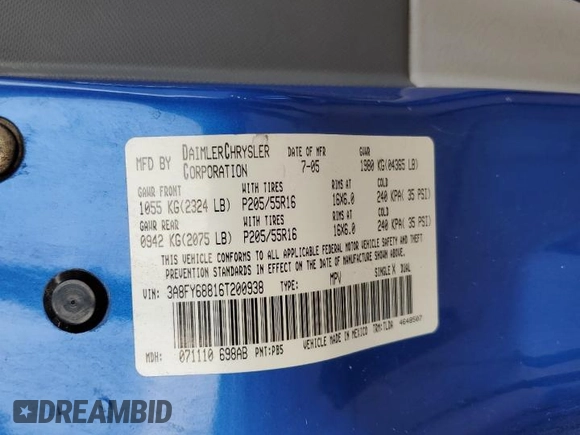 MFD BY DAIMLERCHRYSLER CORPORATION DATE OF MFR 7-05 GVWR 1980 KG(04365 LB)
GAWR FRONT WITH TIRES RIMS AT COLD
1055 KG(2324 LB) P205/55R16 16X6.0 240 KPA( 35 PSI)
GAWR REAR WITH TIRES RIMS AT COLD
0942 KG(2075 LB) P205/55R16 16X6.0 240 KPA( 35 PSI)
THIS VEHICLE CONFORMS TO ALL APPLICABLE FEDERAL MOTOR VEHICLE SAFETY AND THEFT
PREVENTION STANDARDS IN EFFECT ON THE DATE OF MANUFACTURE SHOWN ABOVE.
VIN: 3A8FY68816T200938 TYPE: MPV SINGLE X DUAL
MDH: 071110 698AB PNT:PB5 VEHICLE MADE IN MEXICO TRM:TLDA 4648507
DREAMBID